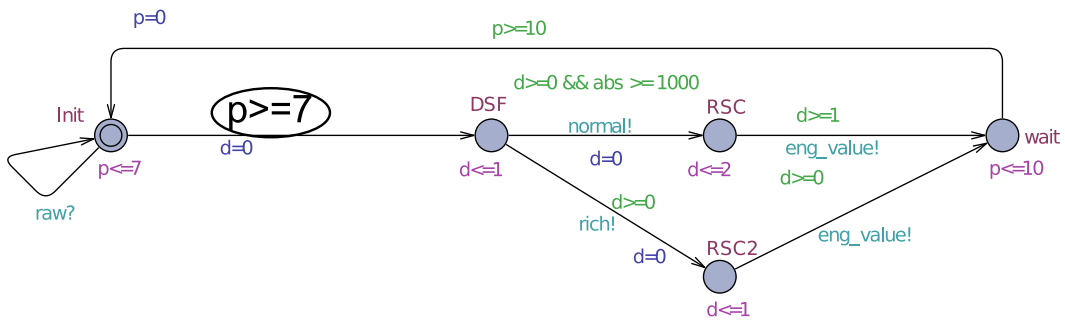 p=0
p>=10
d>=0 && abs >= 1000
p>=7
Init
DSF
RSC
d>=1
normal!
wait
d=0
eng_value!
p<=7
d<=1
d=0
d<=2
d>=0
p<=10
raw?
d>=0
rich!
eng_value!
d=0
RSC2
d<=1